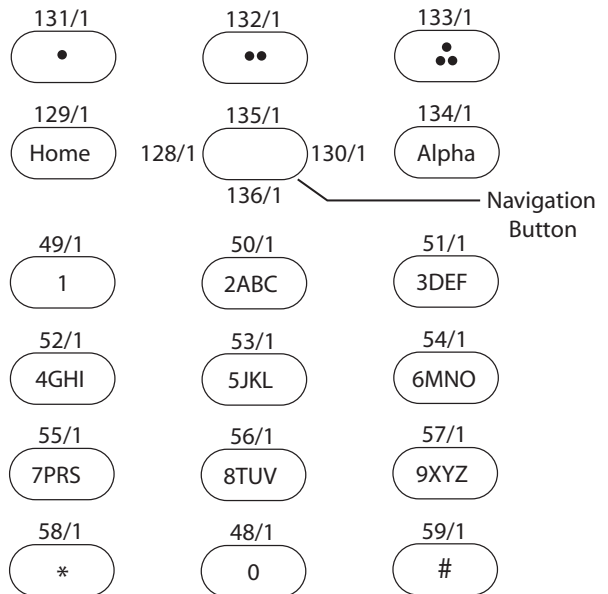 131/1 132/1 133/1
129/1 135/1 134/1
Home 128/1 130/1 Alpha
136/1
Navigation
Button
49/1 50/1 51/1
1 2ABC 3DEF
52/1 53/1 54/1
4GHI 5JKL 6MNO
55/1 56/1 57/1
7PRS 8TUV 9XYZ
58/1 48/1 59/1
* 0 #